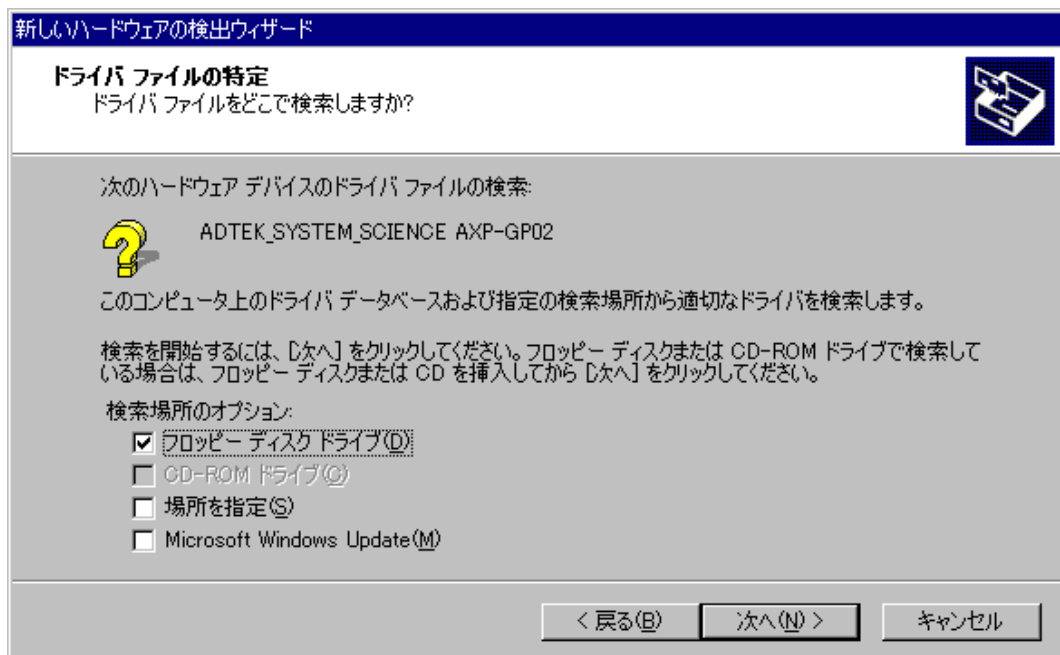 新しいハードウェアの検出ウィザード
ドライバ ファイルの特定
ドライバ ファイルをどこで検索しますか?
次のハードウェア デバイスのドライバ ファイルの検索:
ADTEK_SYSTEM_SCIENCE AXP-GP02
このコンピュータ上のドライバ データベースおよび指定の検索場所から適切なドライバを検索します。
検索を開始するには、[次へ] をクリックしてください。フロッピー ディスクまたは CD-ROM ドライブで検索して
いる場合は、フロッピー ディスクまたは CD を挿入してから [次へ] をクリックしてください。
検索場所のオプション:
フロッピー ディスク ドライブ(D)
CD-ROM ドライブ(C)
場所を指定(S)
Microsoft Windows Update(M)
< 戻る(B) 次へ(N) > キャンセル